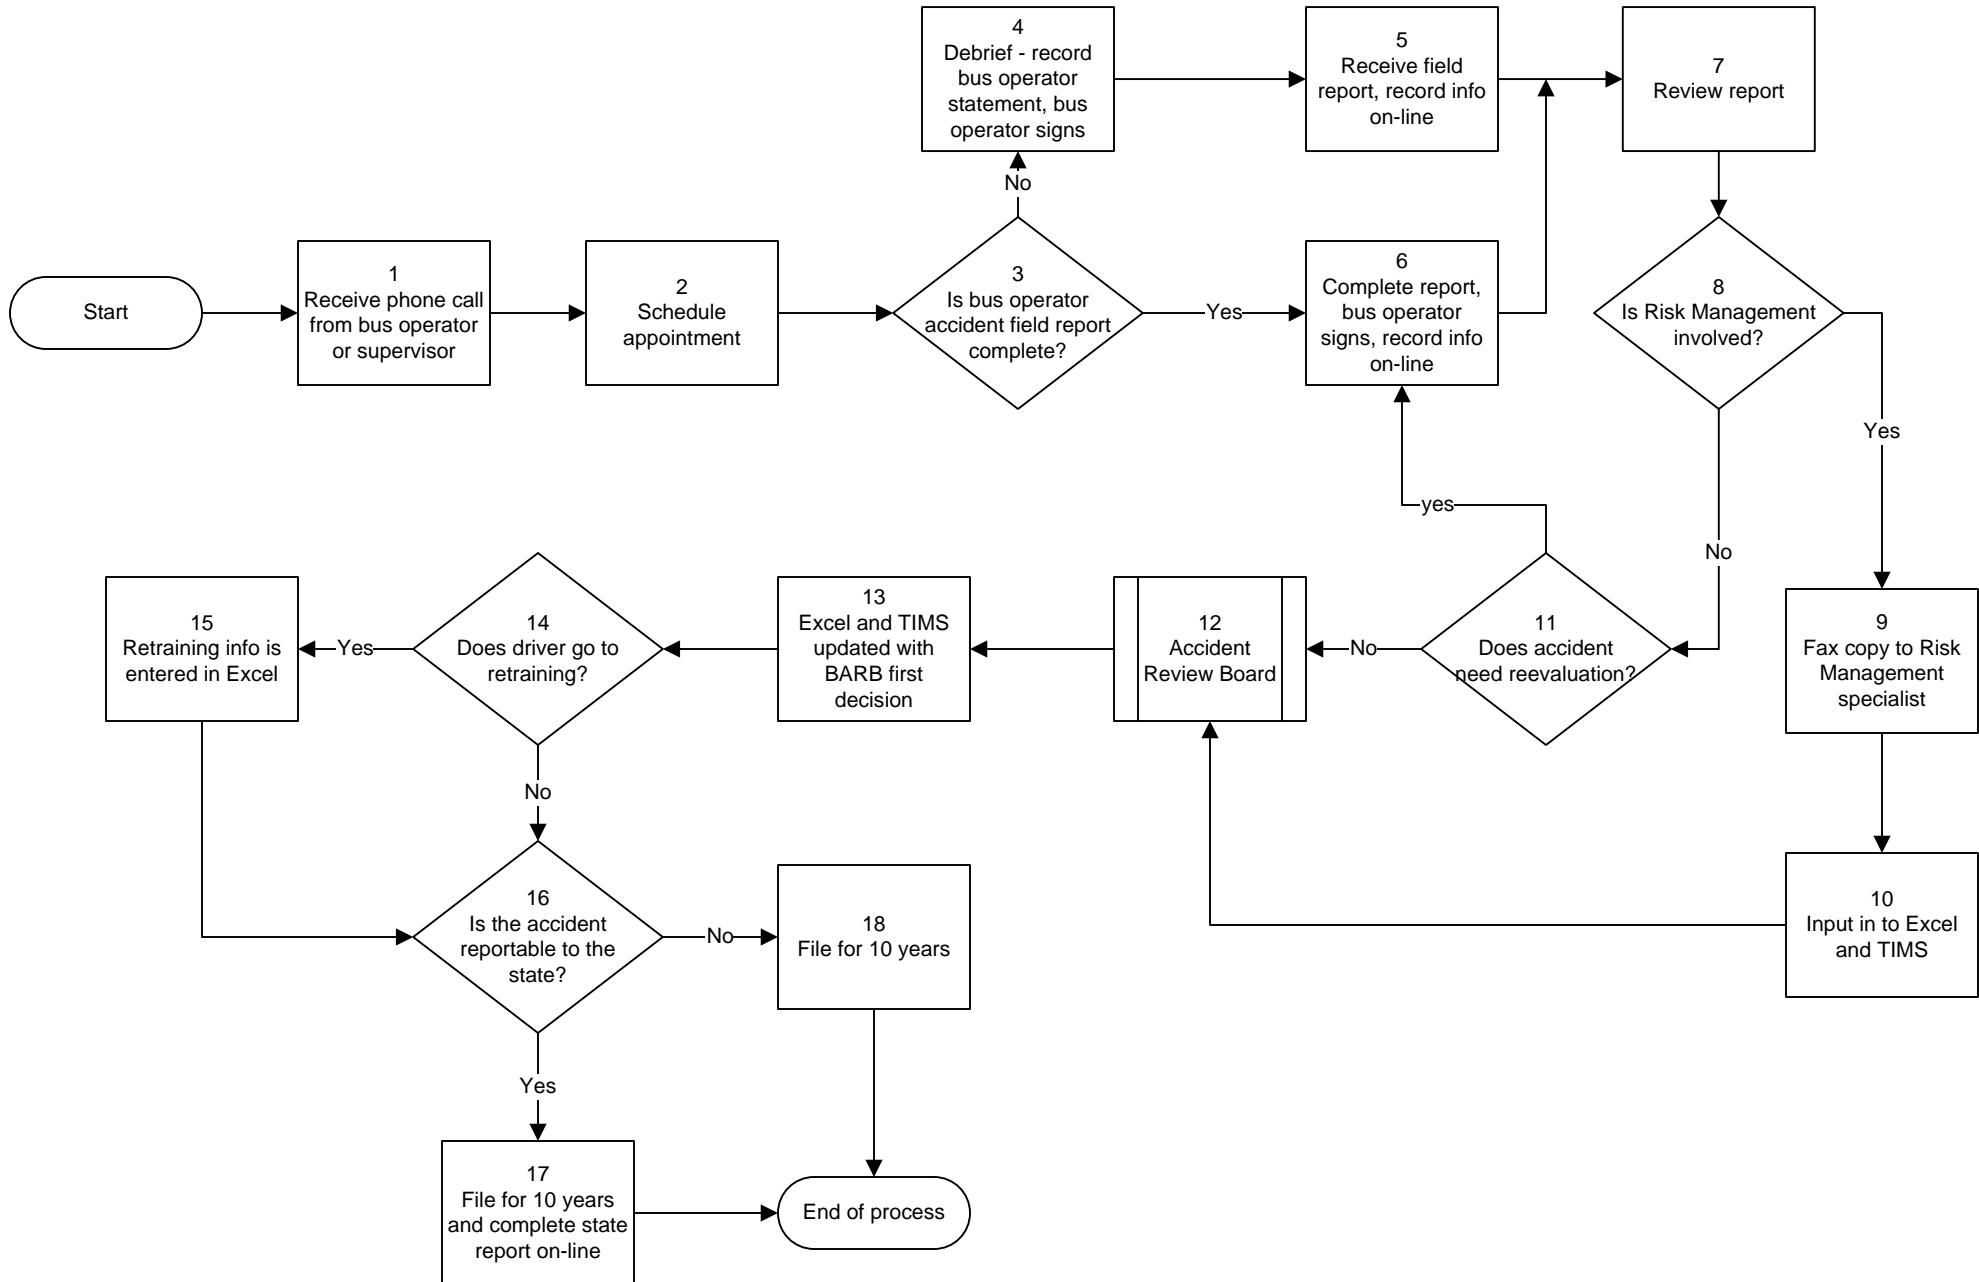 Start
1
Receive phone call
from bus operator
or supervisor
2
Schedule
appointment
3
Is bus operator
accident field report
complete?
No
4
Debrief - record
bus operator
statement, bus
operator signs
5
Receive field
report, record info
on-line
Yes
6
Complete report,
bus operator
signs, record info
on-line
7
Review report
8
Is Risk Management
involved?
Yes
No
9
Fax copy to Risk
Management
specialist
10
Input in to Excel
and TIMS
11
Does accident
need reevaluation?
yes
No
12
Accident
Review Board
13
Excel and TIMS
updated with
BARB first
decision
14
Does driver go to
retraining?
Yes
15
Retraining info is
entered in Excel
No
16
Is the accident
reportable to the
state?
No
18
File for 10 years
Yes
17
File for 10 years
and complete state
report on-line
End of process